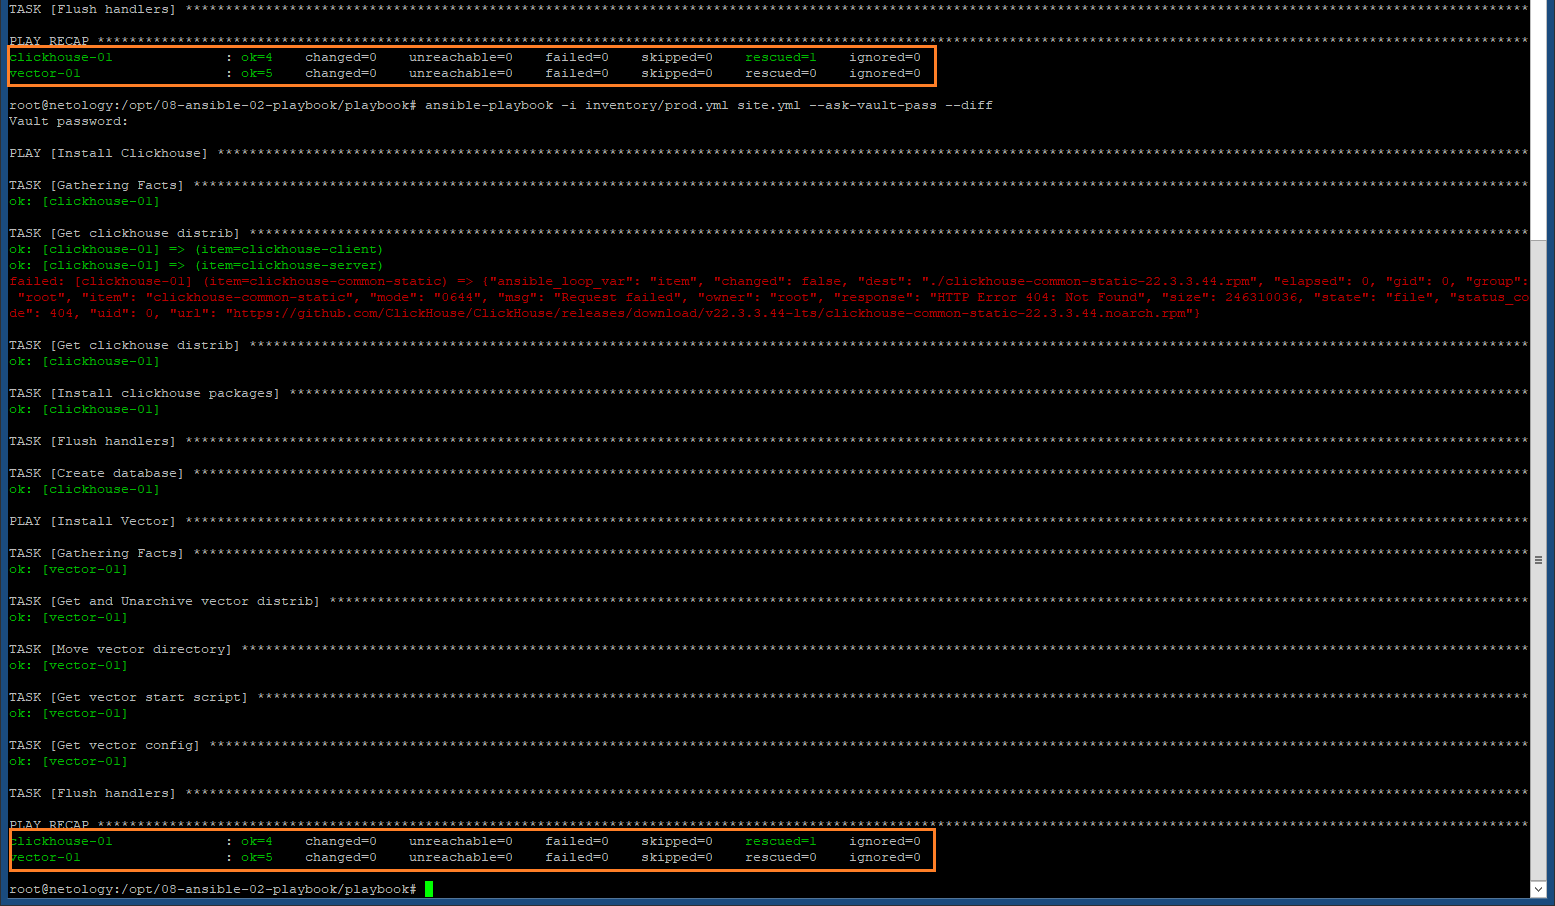 TASK [Flush handlers] ****************************************************************************************************************************************************************
PLAY RECAP ***************************************************************************************************************************************************************************
clickhouse-01              : ok=4    changed=0    unreachable=0    failed=0    skipped=0    rescued=1    ignored=0
vector-01                  : ok=5    changed=0    unreachable=0    failed=0    skipped=0    rescued=0    ignored=0
root@netology:/opt/08-ansible-02-playbook/playbook# ansible-playbook -i inventory/prod.yml site.yml --ask-vault-pass --diff
Vault password:
PLAY [Install Clickhouse] ************************************************************************************************************************************************************
TASK [Gathering Facts] ***************************************************************************************************************************************************************
ok: [clickhouse-01]
TASK [Get clickhouse distrib] ********************************************************************************************************************************************************
ok: [clickhouse-01] => (item=clickhouse-client)
ok: [clickhouse-01] => (item=clickhouse-server)
failed: [clickhouse-01] (item=clickhouse-common-static) => {"ansible_loop_var": "item", "changed": false, "dest": "./clickhouse-common-static-22.3.3.44.rpm", "elapsed": 0, "gid": 0, "group":
 "root", "item": "clickhouse-common-static", "mode": "0644", "msg": "Request failed", "owner": "root", "response": "HTTP Error 404: Not Found", "size": 246310036, "state": "file", "status_co
de": 404, "uid": 0, "url": "https://github.com/ClickHouse/ClickHouse/releases/download/v22.3.3.44-lts/clickhouse-common-static-22.3.3.44.noarch.rpm"}
TASK [Get clickhouse distrib] ********************************************************************************************************************************************************
ok: [clickhouse-01]
TASK [Install clickhouse packages] ***************************************************************************************************************************************************
ok: [clickhouse-01]
TASK [Flush handlers] ****************************************************************************************************************************************************************
TASK [Create database] ***************************************************************************************************************************************************************
ok: [clickhouse-01]
PLAY [Install Vector] ****************************************************************************************************************************************************************
TASK [Gathering Facts] ***************************************************************************************************************************************************************
ok: [vector-01]
TASK [Get and Unarchive vector distrib] **********************************************************************************************************************************************
ok: [vector-01]
TASK [Move vector directory] *********************************************************************************************************************************************************
ok: [vector-01]
TASK [Get vector start script] *******************************************************************************************************************************************************
ok: [vector-01]
TASK [Get vector config] *************************************************************************************************************************************************************
ok: [vector-01]
TASK [Flush handlers] ****************************************************************************************************************************************************************
PLAY RECAP ***************************************************************************************************************************************************************************
clickhouse-01              : ok=4    changed=0    unreachable=0    failed=0    skipped=0    rescued=1    ignored=0
vector-01                  : ok=5    changed=0    unreachable=0    failed=0    skipped=0    rescued=0    ignored=0
root@netology:/opt/08-ansible-02-playbook/playbook#